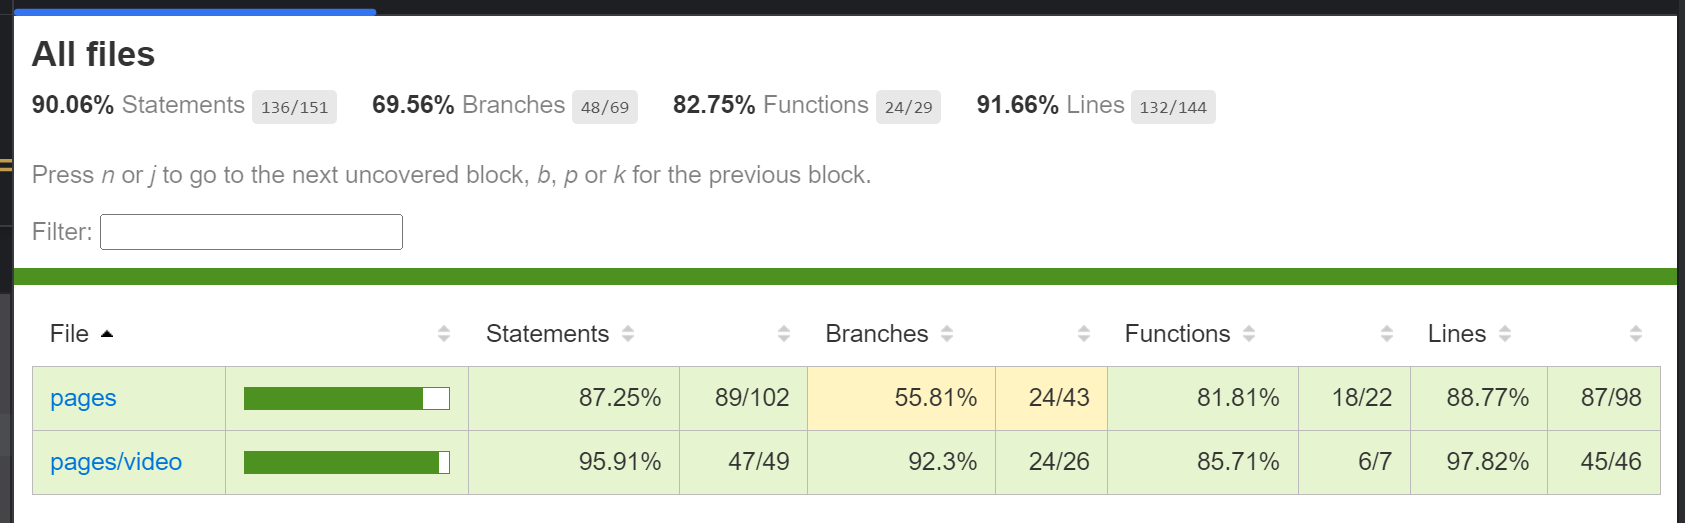 All files
90.06% Statements 136/151 69.56% Branches 48/69 82.75% Functions 24/29 91.66% Lines 132/144
Press n or j to go to the next uncovered block, b, p or k for the previous block.
Filter:
File Statements Branches Functions Lines
pages 87.25% 89/102 55.81% 24/43 81.81% 18/22 88.77% 87/98
pages/video 95.91% 47/49 92.3% 24/26 85.71% 6/7 97.82% 45/46